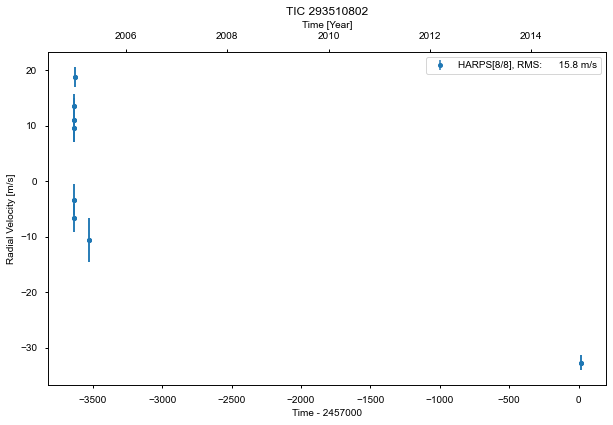 TIC 293510802
Time [Year]
2006 2008 2010 2012 2014
HARPS[8/8], RMS: 15.8 m/s
20
10
0
−10
−20
−30
Radial Velocity [m/s]
−3500 −3000 −2500 −2000 −1500 −1000 −500 0
Time - 2457000